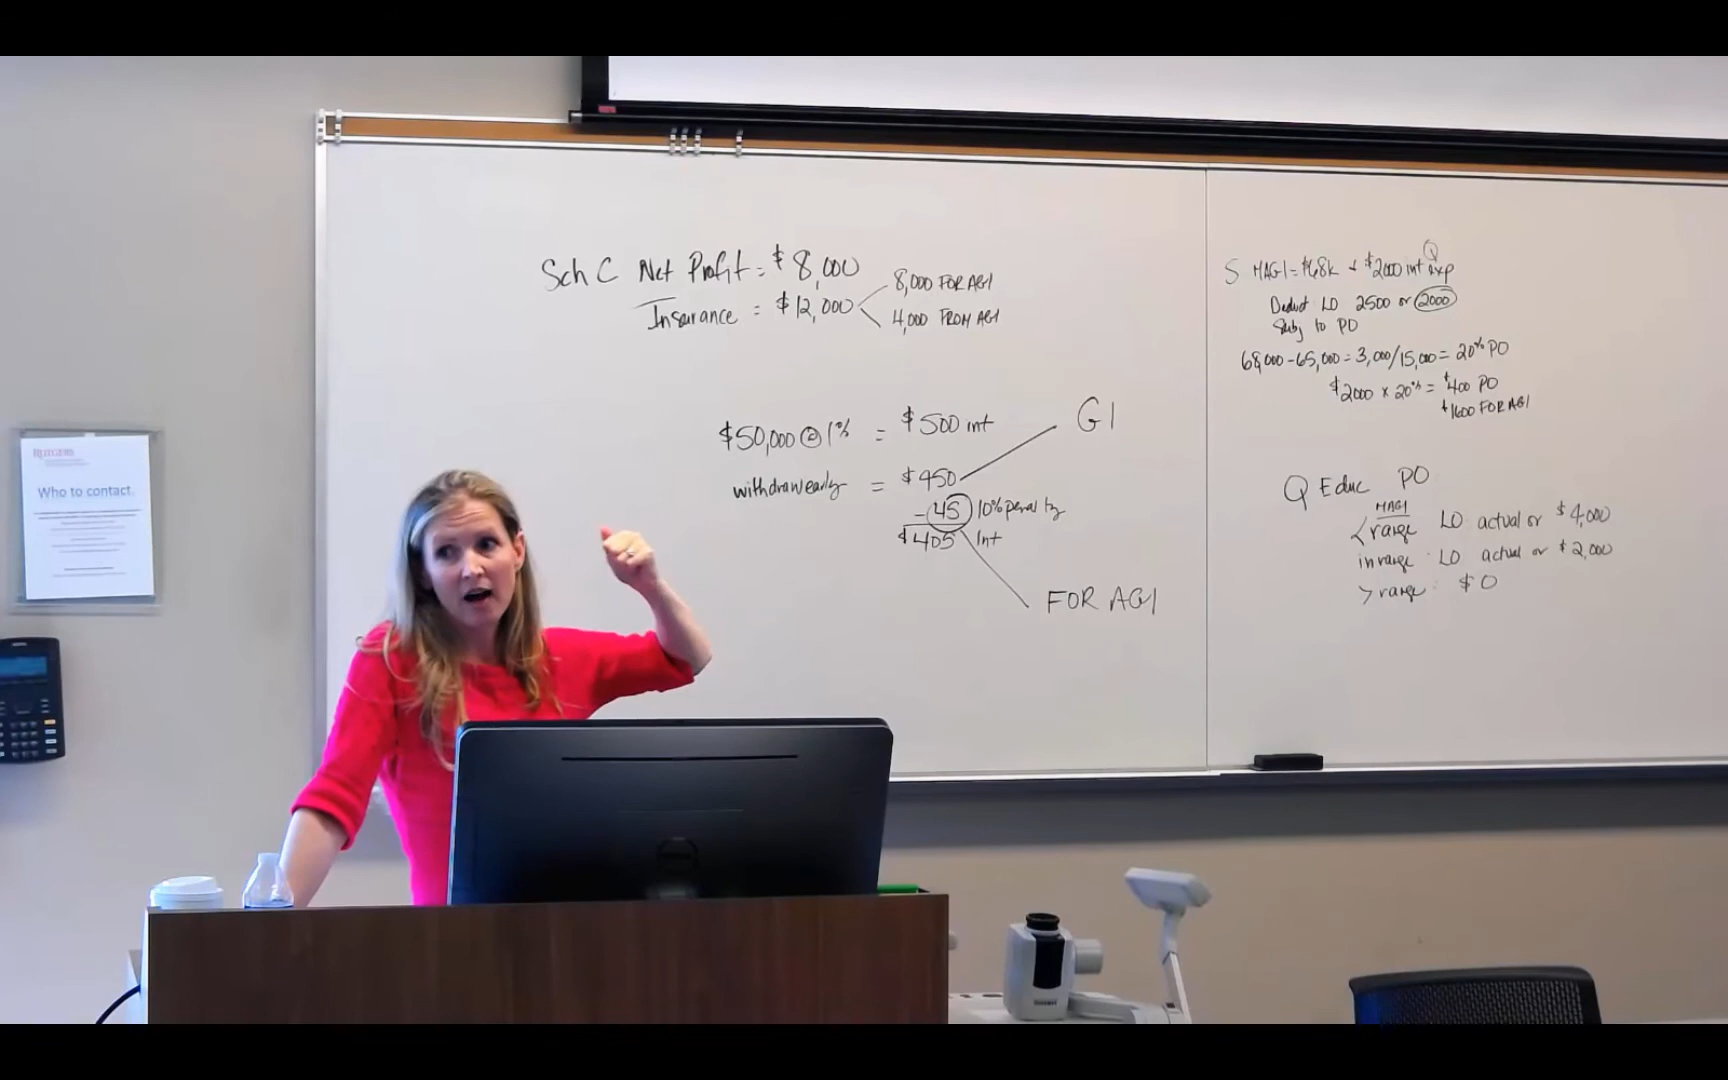 Sch C Net Profit = $8,000
Insurance = $12,000
8,000 FOR AGI
4,000 FROM AGI
$50,000 @ 1% = $500 int
GI
withdraw early = $450
- 45 10% penalty
$405 Int
FOR AGI
S MAGI = $68k + $2000 int Q exp
Deduct LO 2500 or 2000
Subj to PO
68,000 - 65,000 = 3,000/15,000 = 20% PO
$2000 x 20% = $400 PO
$1600 FOR AGI
Q Educ PO
MAGI
< range LO actual or $4,000
in range : LO actual or $2,000
> range : $0
RUTGERS
Who to contact.